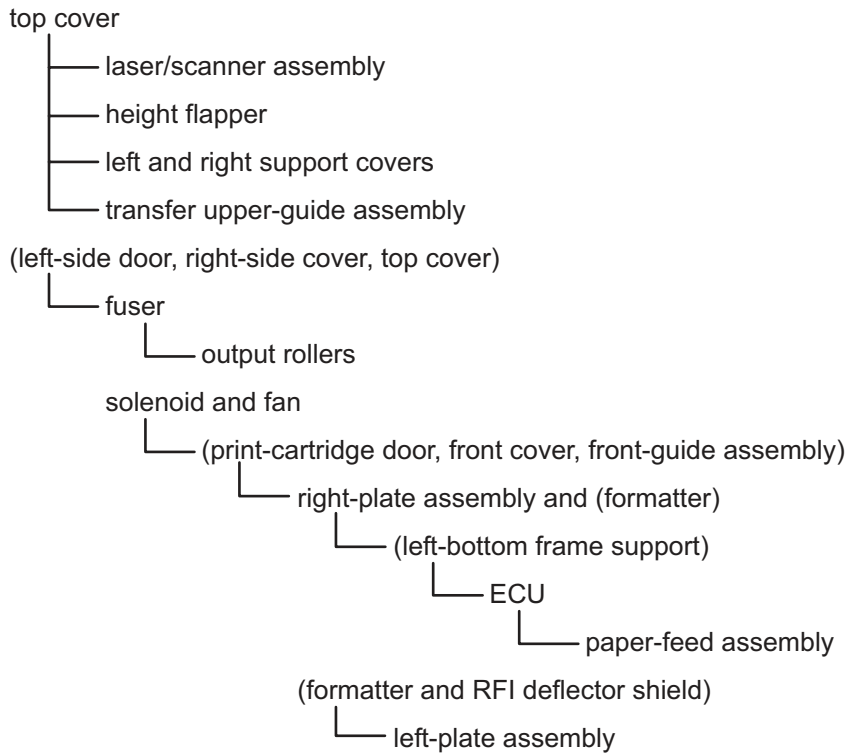 top cover
laser/scanner assembly
height flapper
left and right support covers
transfer upper-guide assembly
(left-side door, right-side cover, top cover)
fuser
output rollers
solenoid and fan
(print-cartridge door, front cover, front-guide assembly)
right-plate assembly and (formatter)
(left-bottom frame support)
ECU
paper-feed assembly
(formatter and RFI deflector shield)
left-plate assembly